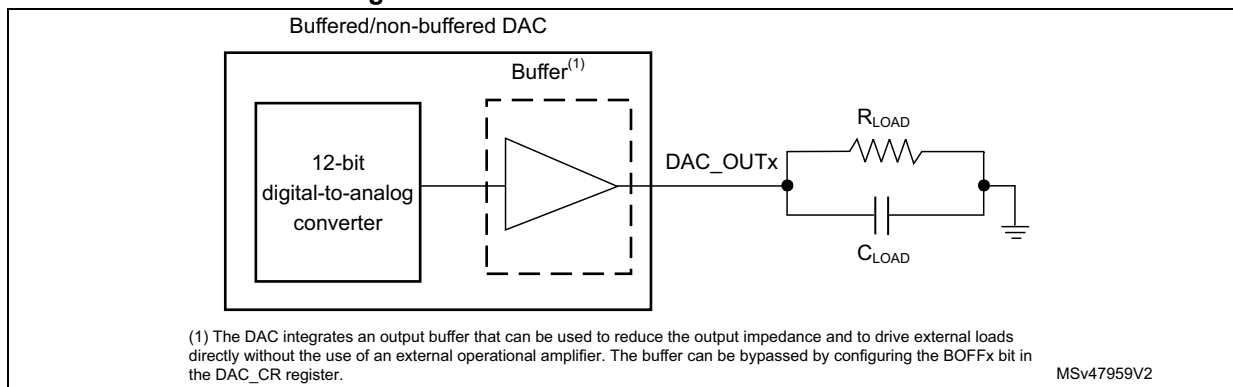 Buffered/non-buffered DAC
Buffer(1)
12-bit
digital-to-analog
converter
DAC_OUTx
RLOAD
CLOAD
(1) The DAC integrates an output buffer that can be used to reduce the output impedance and to drive external loads
directly without the use of an external operational amplifier. The buffer can be bypassed by configuring the BOFFx bit in
the DAC_CR register.
MSv47959V2